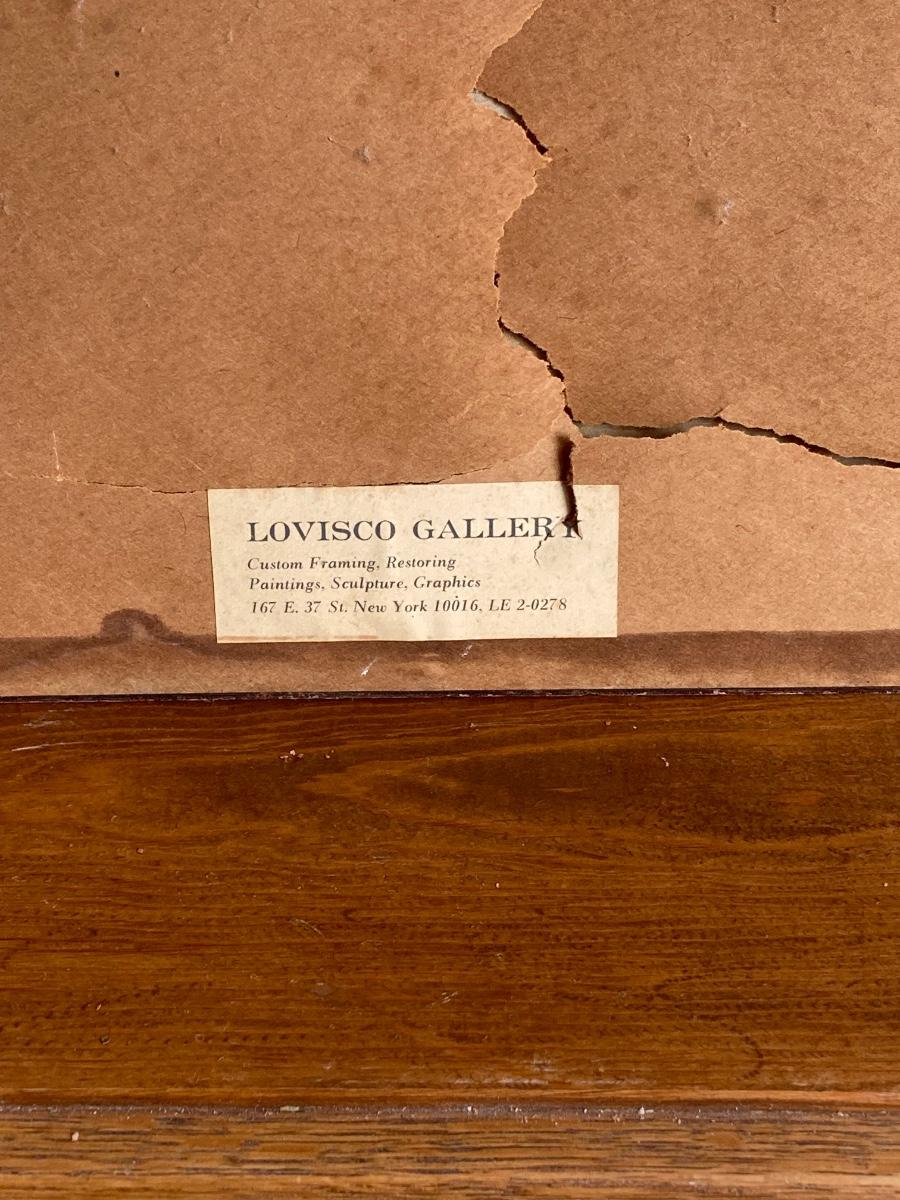 LOVISCO GALLERY
Custom Framing, Restoring
Paintings, Sculpture, Graphics
167 E. 37 St. New York 10016, LE 2-0278